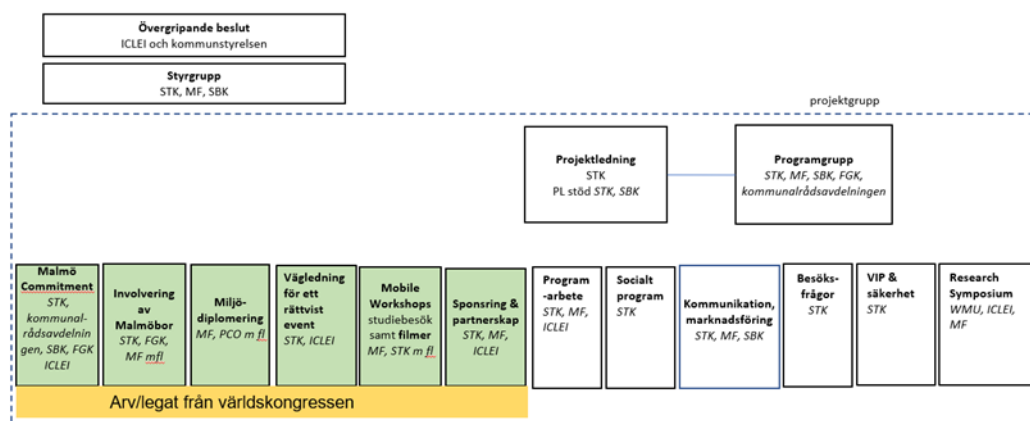 Övergripande beslut
ICLEI och kommunstyrelsen
Styrgrupp
STK, MF, SBK
projektgrupp
Projektledning
STK
PL stöd STK, SBK
Programgrupp
STK, MF, SBK, FGK,
kommunalrådsavdelningen
Malmö
Commitment
STK,
kommunal-
rådsavdelnin
gen, SBK, FGK
ICLEI
Involvering
av
Malmöbor
STK, FGK,
MF mfl
Miljö-
diplomering
MF, PCO m fl
Vägledning
för ett
rättvist
event
STK, ICLEI
Mobile
Workshops
studiebesök
samt filmer
MF, STK m fl
Sponsring &
partnerskap
STK, MF,
ICLEI
Program
-arbete
STK, MF,
ICLEI
Socialt
program
STK
Kommunikation,
marknadsföring
STK, MF, SBK
Besöks-
frågor
STK
VIP &
säkerhet
STK
Research
Symposium
WMU, ICLEI,
MF
Arv/legat från världskongressen